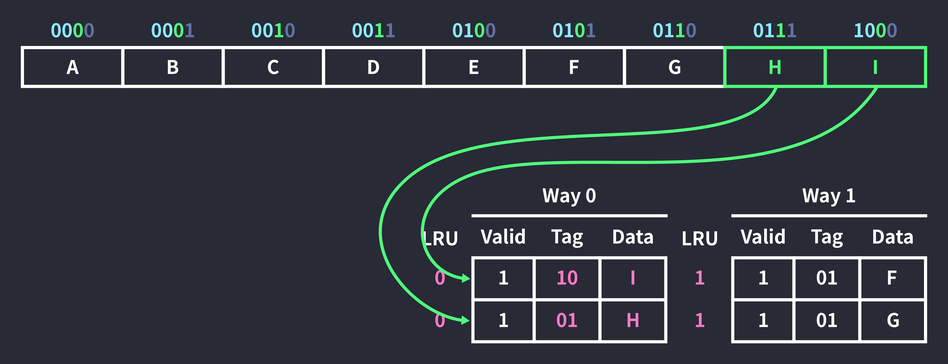 0000 0001 0010 0011 0100 0101 0110 0111 1000
A B C D E F G H I
Way 0 Way 1
LRU Valid Tag Data LRU Valid Tag Data
0 1 10 I 1 1 01 F
0 1 01 H 1 1 01 G